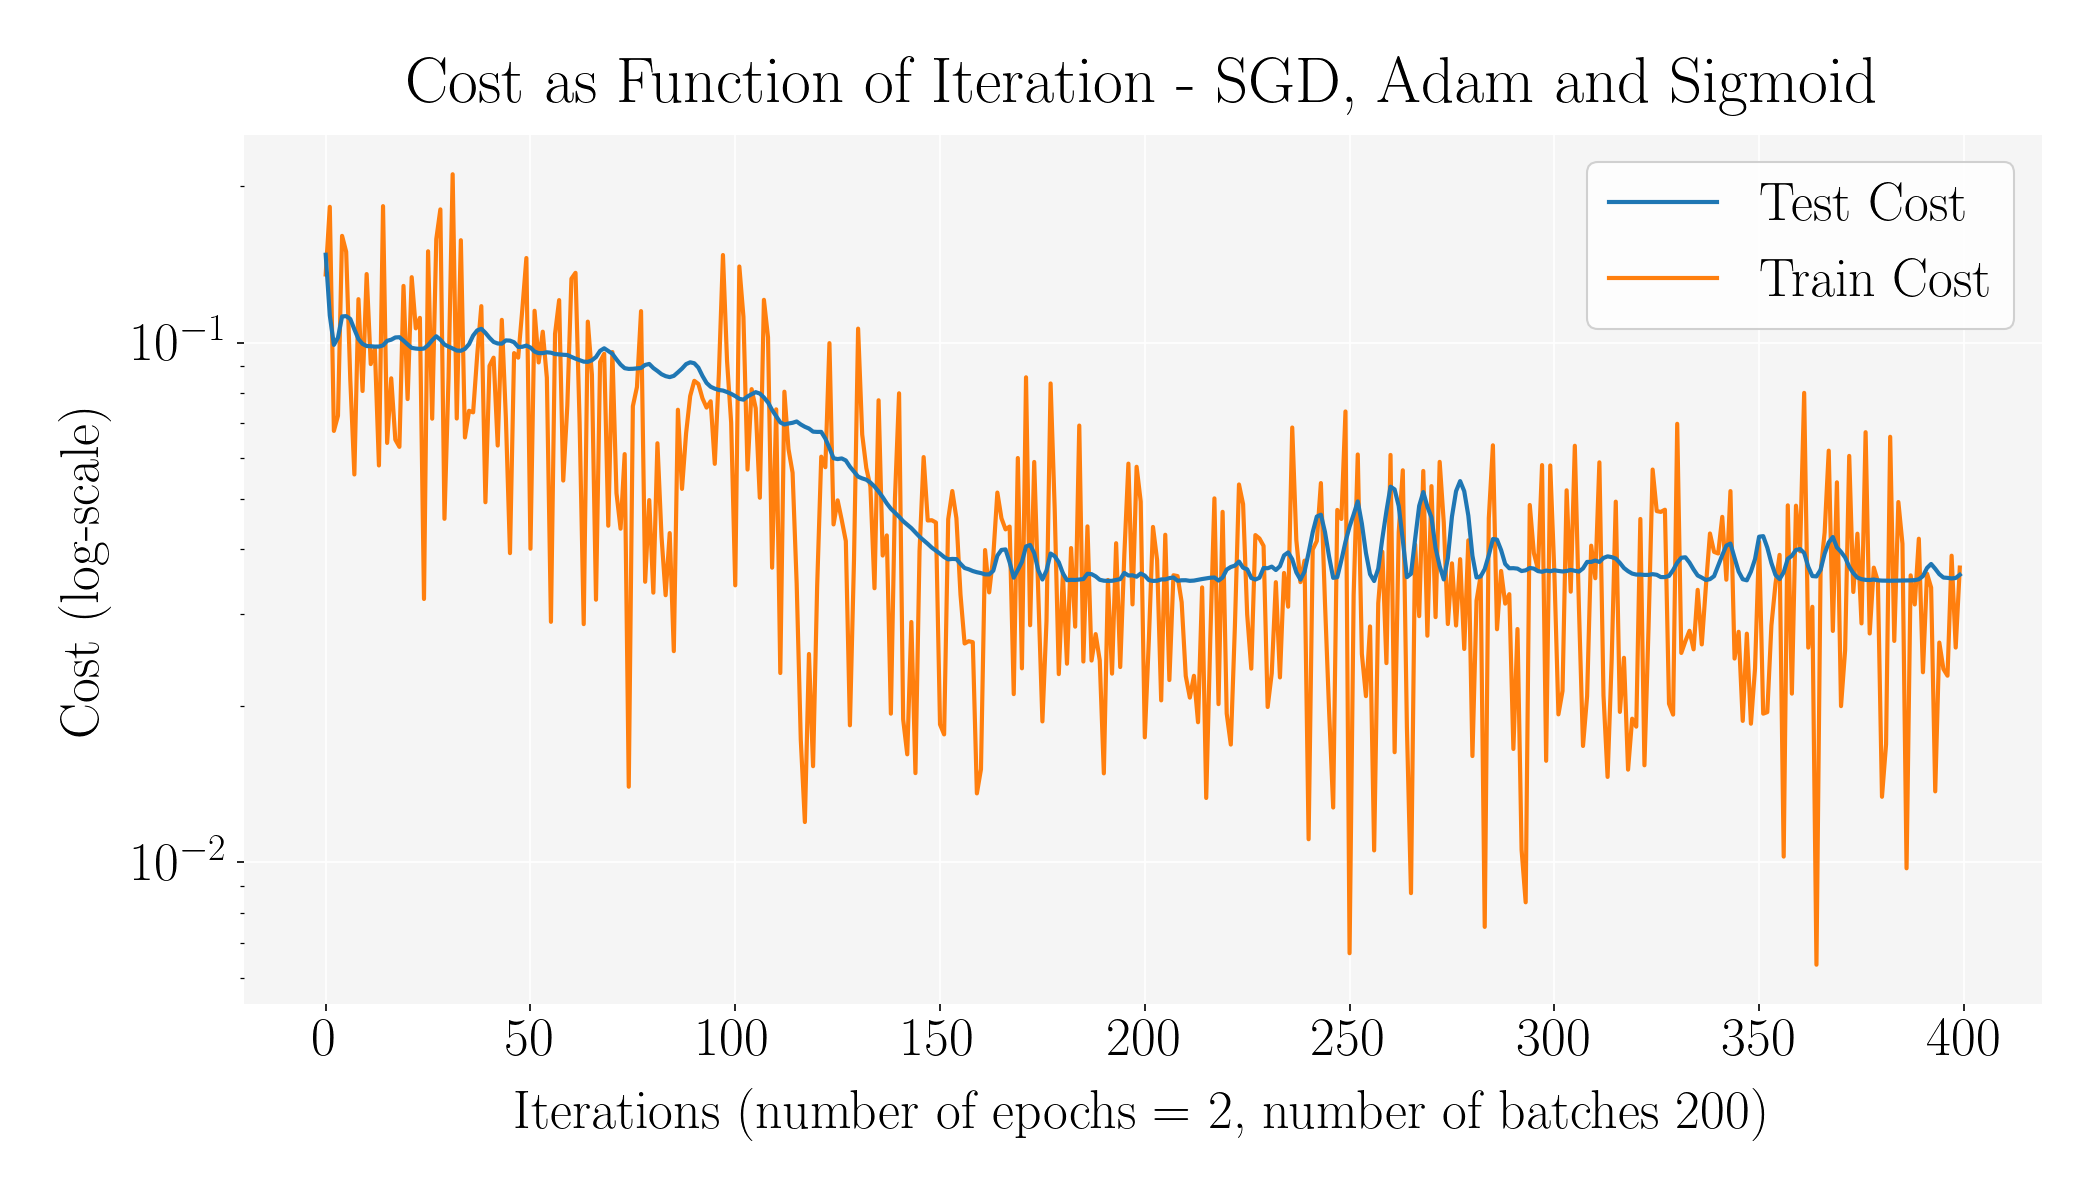 Cost as Function of Iteration - SGD, Adam and Sigmoid
Test Cost
Train Cost
Cost (log-scale)
10⁻¹
10⁻²
0 50 100 150 200 250 300 350 400
Iterations (number of epochs = 2, number of batches 200)